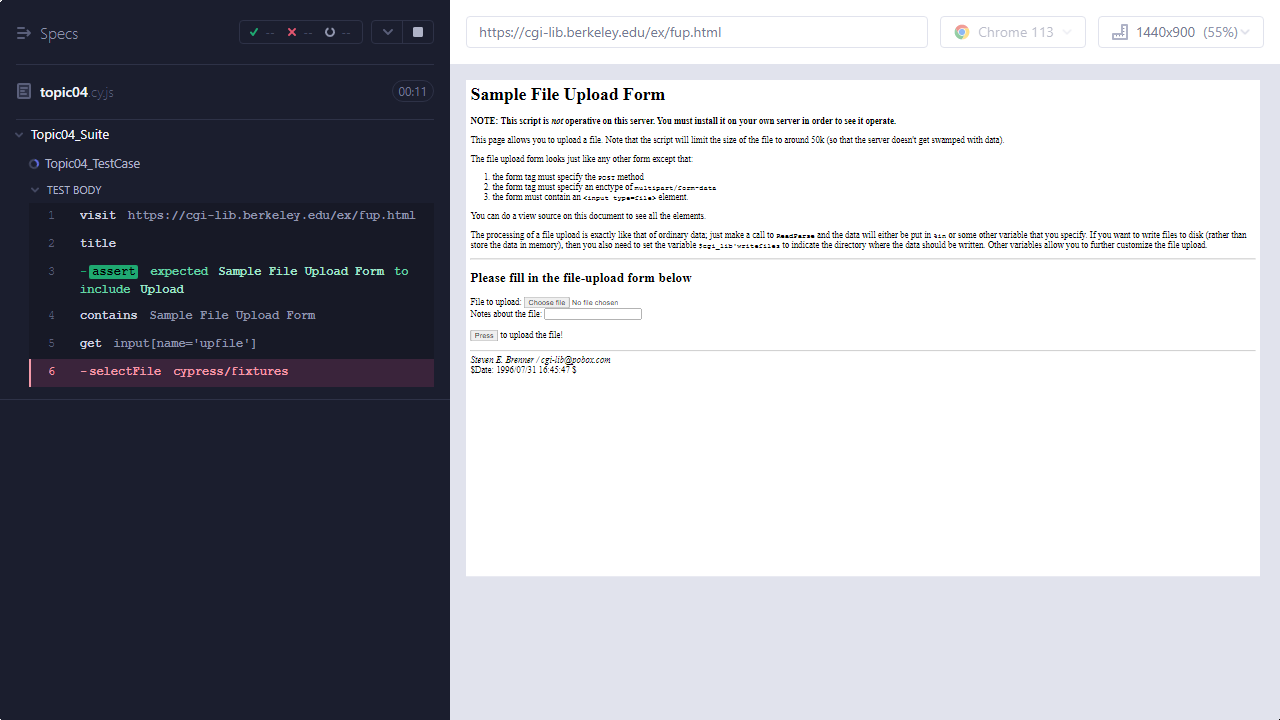 Specs
-- -- --
topic04.cy.js
00:11
Topic04_Suite
Topic04_TestCase
TEST BODY
1 visit https://cgi-lib.berkeley.edu/ex/fup.html
2 title
3 -assert expected Sample File Upload Form to
include Upload
4 contains Sample File Upload Form
5 get input[name='upfile']
6 -selectFile cypress/fixtures
https://cgi-lib.berkeley.edu/ex/fup.html
Chrome 113
1440x900 (55%)
Sample File Upload Form
NOTE: This script is not operative on this server. You must install it on your own server in order to see it operate.
This page allows you to upload a file. Note that the script will limit the size of the file to around 50k (so that the server doesn't get swamped with data).
The file upload form looks just like any other form except that:
1. the form tag must specify the POST method
2. the form tag must specify an enctype of multipart/form-data
3. the form must contain an <input type=file> element.
You can do a view source on this document to see all the elements.
The processing of a file upload is exactly like that of ordinary data; just make a call to ReadParse and the data will either be put in %in or some other variable that you specify. If you want to write files to disk (rather than
store the data in memory), then you also need to set the variable $cgi_lib'writefiles to indicate the directory where the data should be written. Other variables allow you to further customize the file upload.
Please fill in the file-upload form below
File to upload: Choose file No file chosen
Notes about the file:
Press to upload the file!
Steven E. Brenner / cgi-lib@pobox.com
$Date: 1996/07/31 16:45:47 $